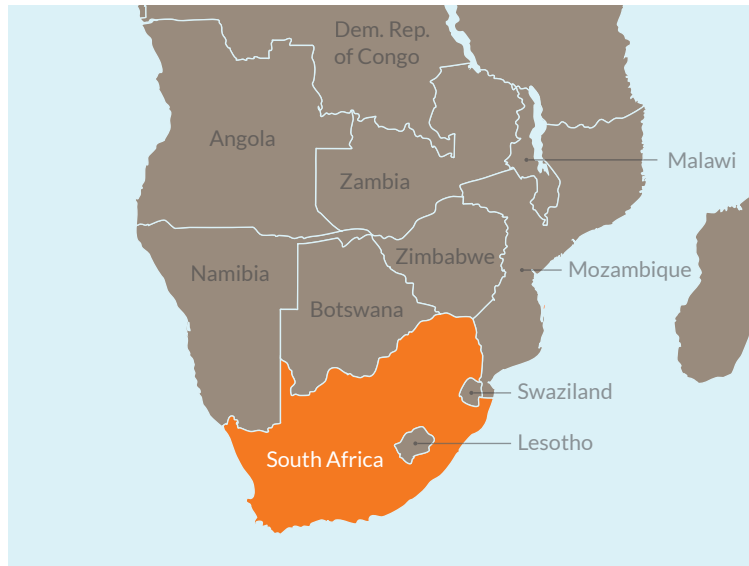 Dem. Rep.
of Congo
Angola
Malawi
Zambia
Zimbabwe
Namibia
Mozambique
Botswana
Swaziland
Lesotho
South Africa